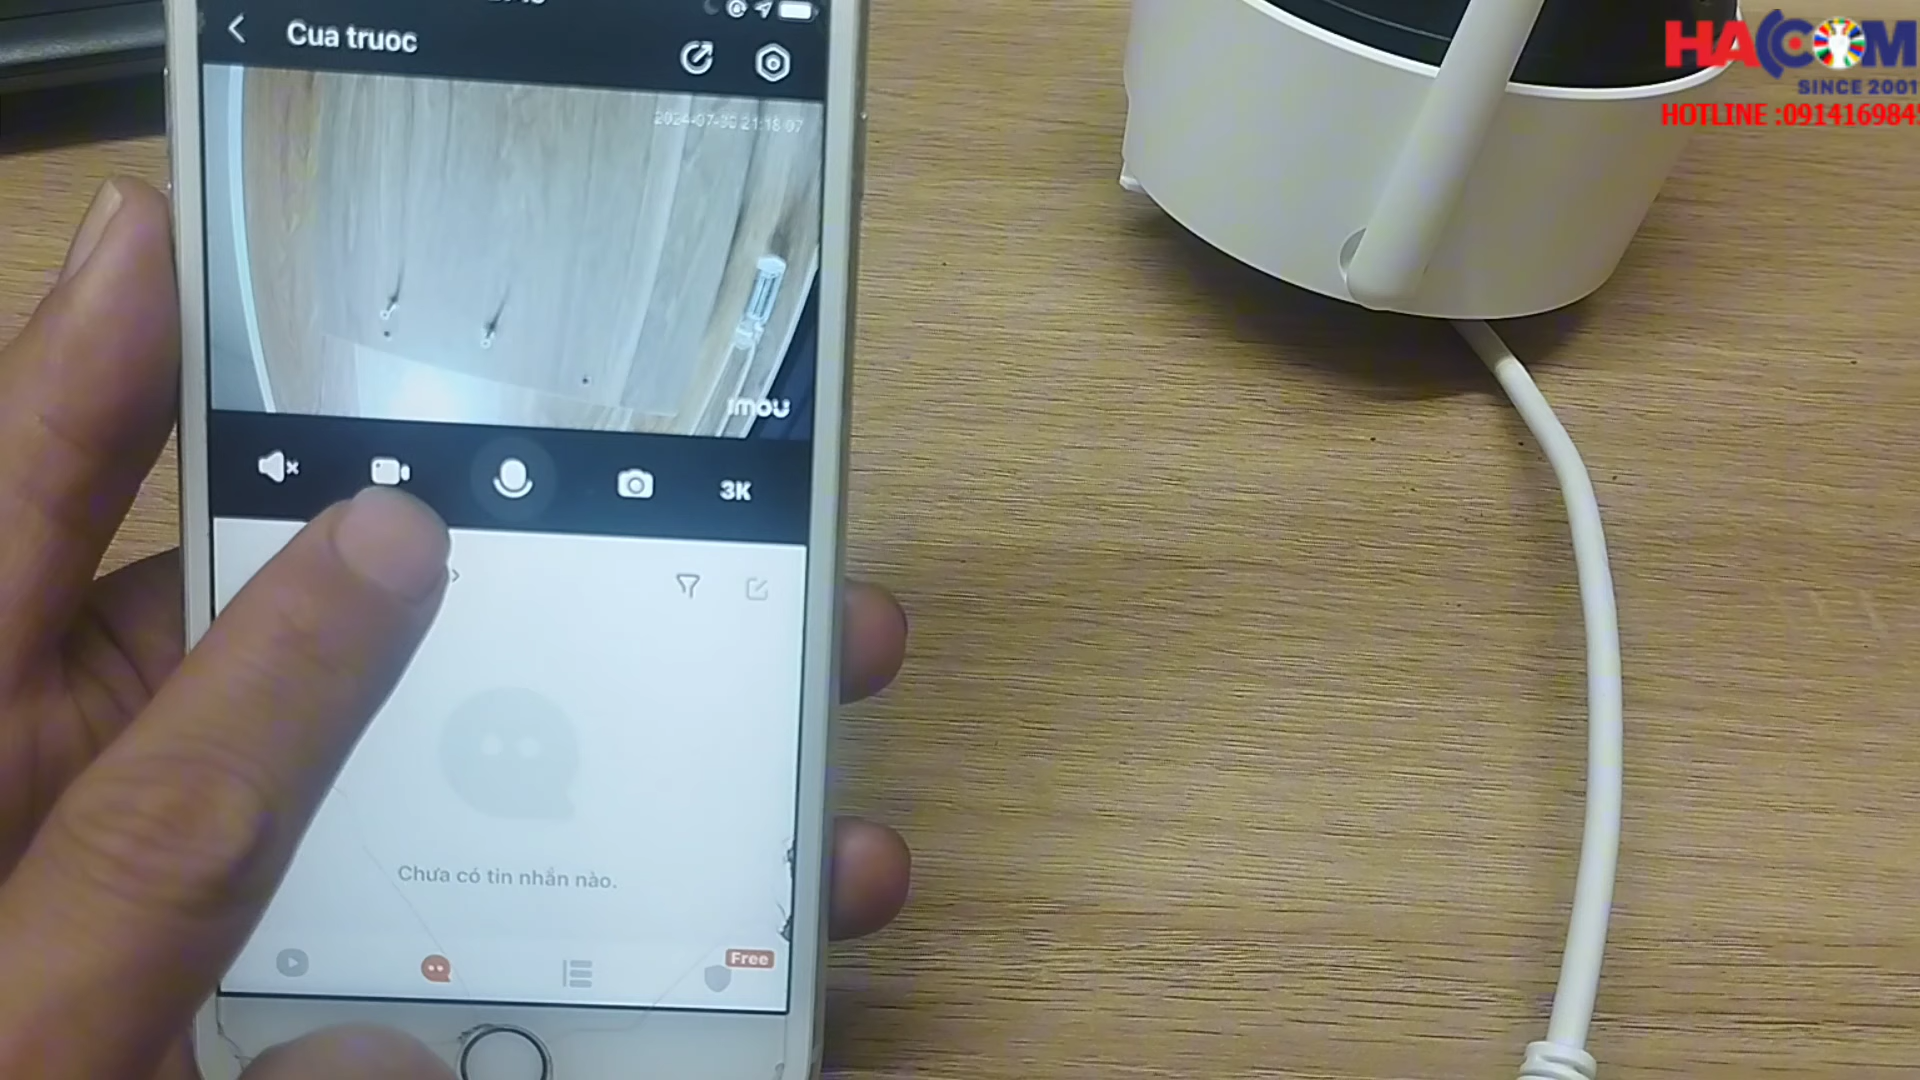 Cua truoc
2024-07-30 21:18:07
imou
3K
Chưa có tin nhắn nào.
Free
HACOM
SINCE 2001
HOTLINE :091416984